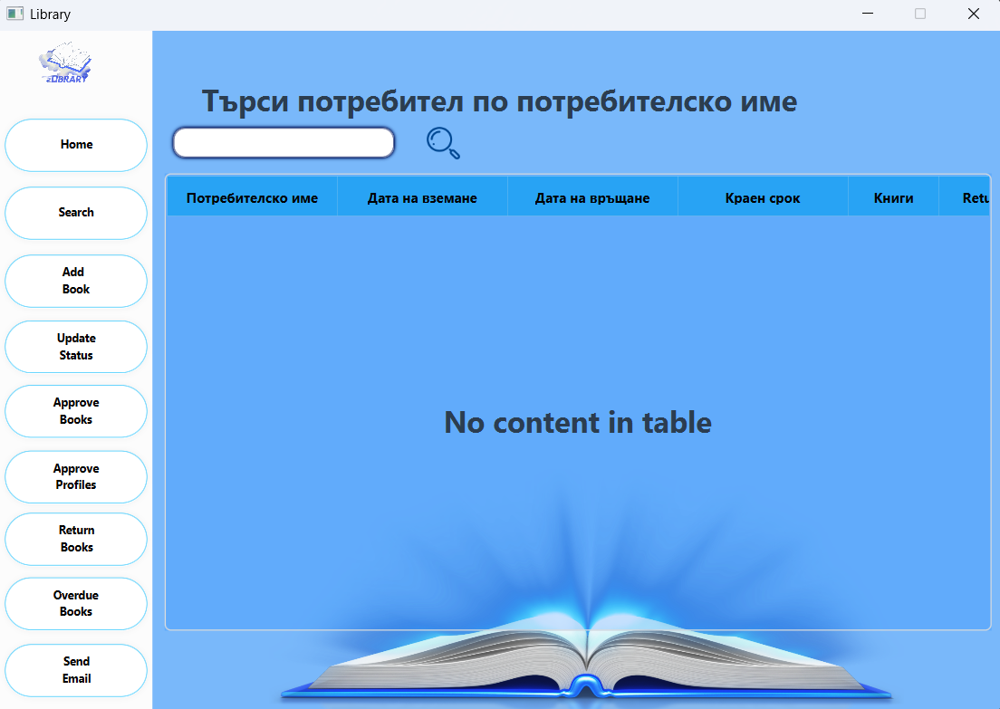 Library
eLIBRARY
Home
Search
Add
Book
Update
Status
Approve
Books
Approve
Profiles
Return
Books
Overdue
Books
Send
Email
Търси потребител по потребителско име
Потребителско име Дата на вземане Дата на връщане Краен срок Книги Retu
No content in table